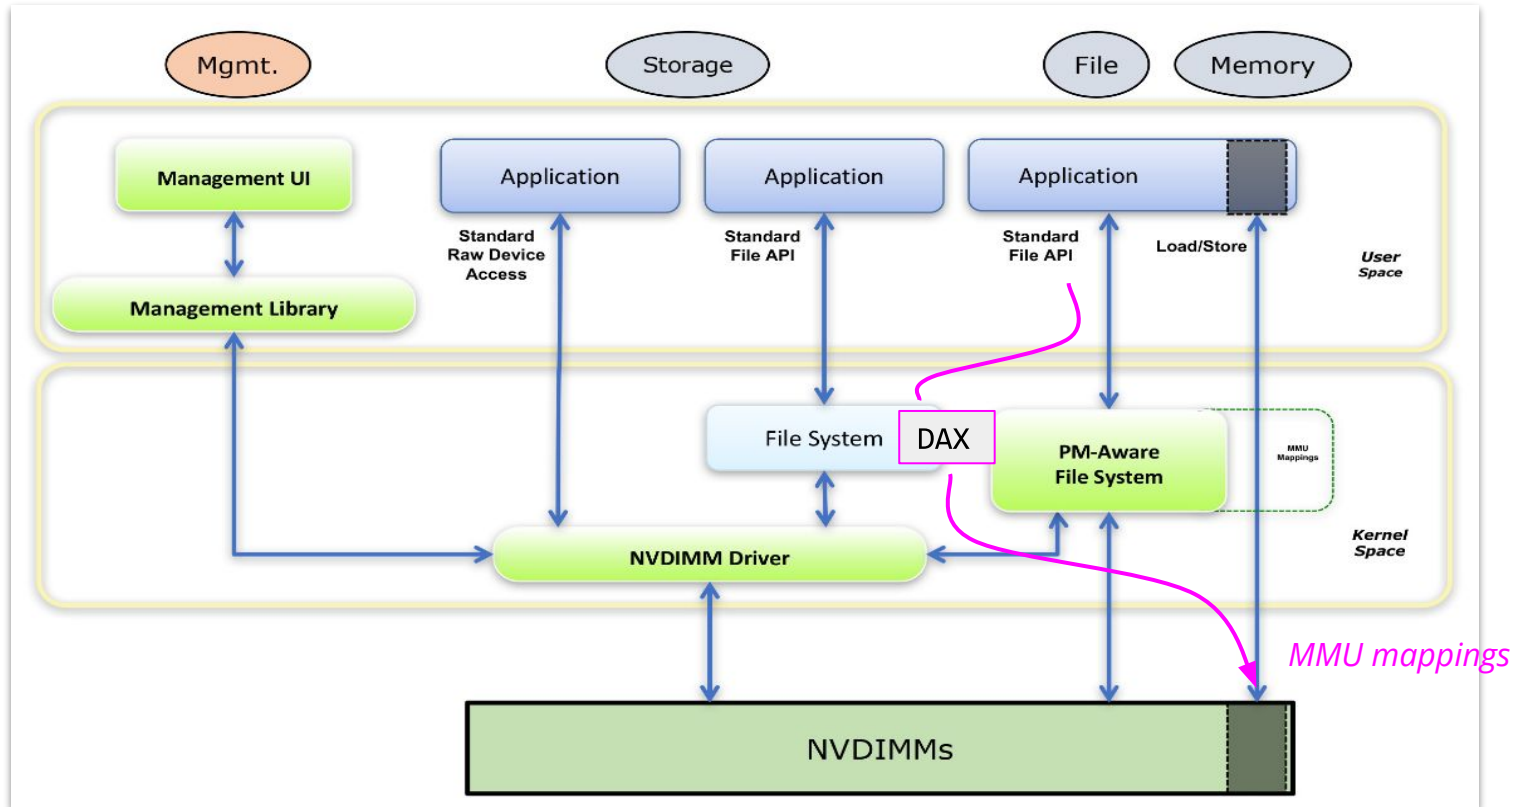 Mgmt.
Storage
File
Memory
Management UI
Application
Application
Application
Standard
Raw Device
Access
Standard
File API
Standard
File API
Load/Store
User
Space
Management Library
File System
DAX
PM-Aware
File System
MMU
Mappings
Kernel
Space
NVDIMM Driver
MMU mappings
NVDIMMs